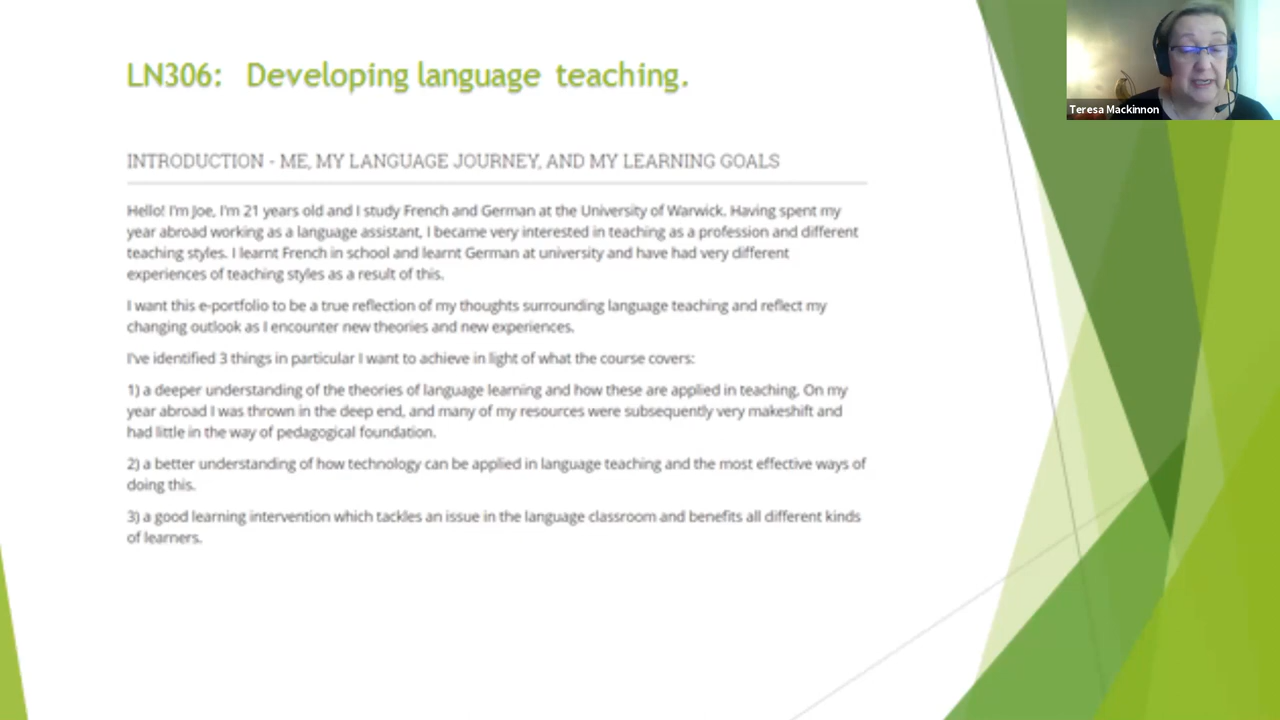 LN306: Developing language teaching.
Teresa Mackinnon
INTRODUCTION - ME, MY LANGUAGE JOURNEY, AND MY LEARNING GOALS
Hello! I'm Joe, I'm 21 years old and I study French and German at the University of Warwick. Having spent my
year abroad working as a language assistant, I became very interested in teaching as a profession and different
teaching styles. I learnt French in school and learnt German at university and have had very different
experiences of teaching styles as a result of this.
I want this e-portfolio to be a true reflection of my thoughts surrounding language teaching and reflect my
changing outlook as I encounter new theories and new experiences.
I've identified 3 things in particular I want to achieve in light of what the course covers:
1) a deeper understanding of the theories of language learning and how these are applied in teaching. On my
year abroad I was thrown in the deep end, and many of my resources were subsequently very makeshift and
had little in the way of pedagogical foundation.
2) a better understanding of how technology can be applied in language teaching and the most effective ways of
doing this.
3) a good learning intervention which tackles an issue in the language classroom and benefits all different kinds
of learners.